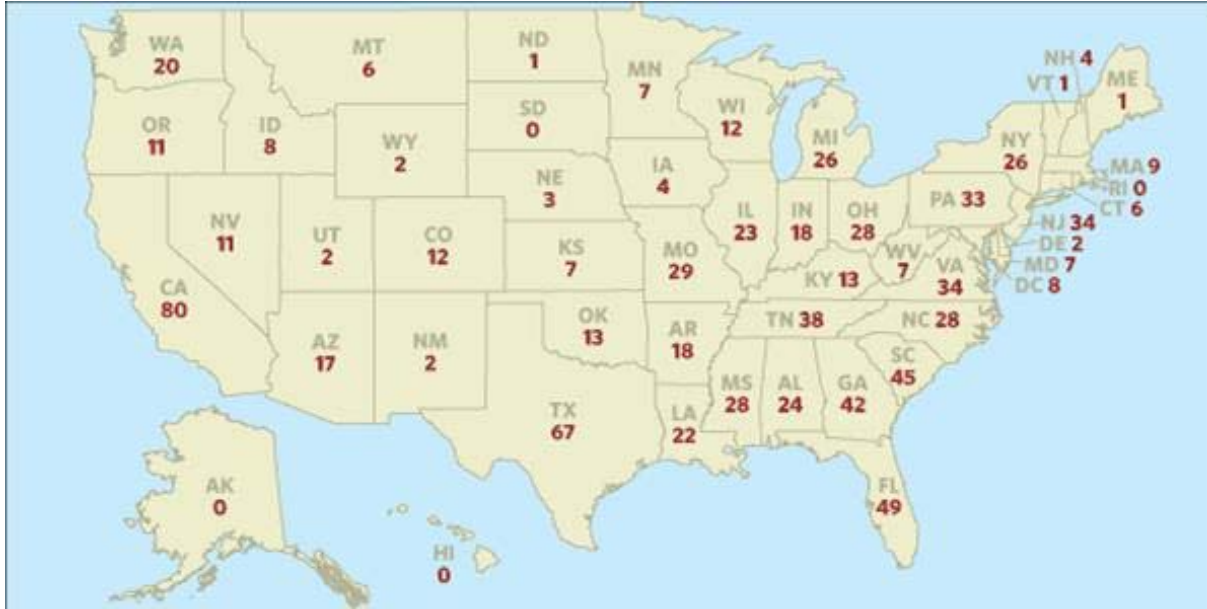 WA
20
MT
6
ND
1
MN
7
NH 4
VT 1
ME
1
OR
11
ID
8
WY
2
SD
0
WI
12
MI
26
NY
26
MA 9
RI 0
CT 6
NE
3
IA
4
PA 33
NJ 34
DE 2
MD 7
DC 8
NV
11
UT
2
CO
12
KS
7
MO
29
IL
23
IN
18
OH
28
WV
7
VA
34
KY 13
CA
80
AZ
17
NM
2
OK
13
AR
18
TN 38
NC 28
SC
45
TX
67
LA
22
MS
28
AL
24
GA
42
FL
49
AK
0
HI
0